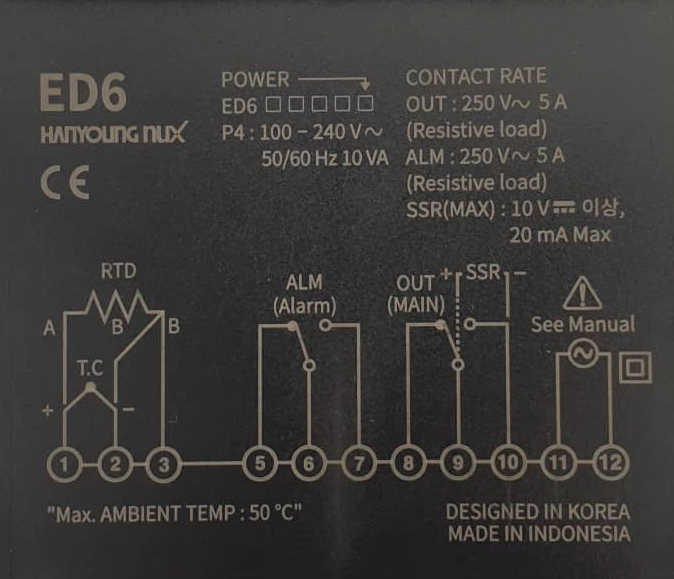 ED6
HANYOUNG NUX
CE
POWER
ED6 □□□□□
P4 : 100 - 240 V～
50/60 Hz 10 VA
CONTACT RATE
OUT : 250 V～ 5 A
(Resistive load)
ALM : 250 V～ 5 A
(Resistive load)
SSR(MAX) : 10 V⎓ 이상,
20 mA Max
RTD
A B B
T.C
+ -
ALM
(Alarm)
OUT + SSR -
(MAIN)
See Manual
1 2 3 5 6 7 8 9 10 11 12
"Max. AMBIENT TEMP : 50 °C"
DESIGNED IN KOREA
MADE IN INDONESIA